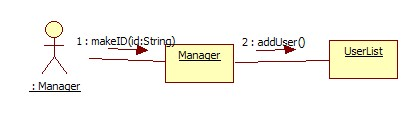 1 : makeID(id:String)
2 : addUser()
Manager
UserList
: Manager